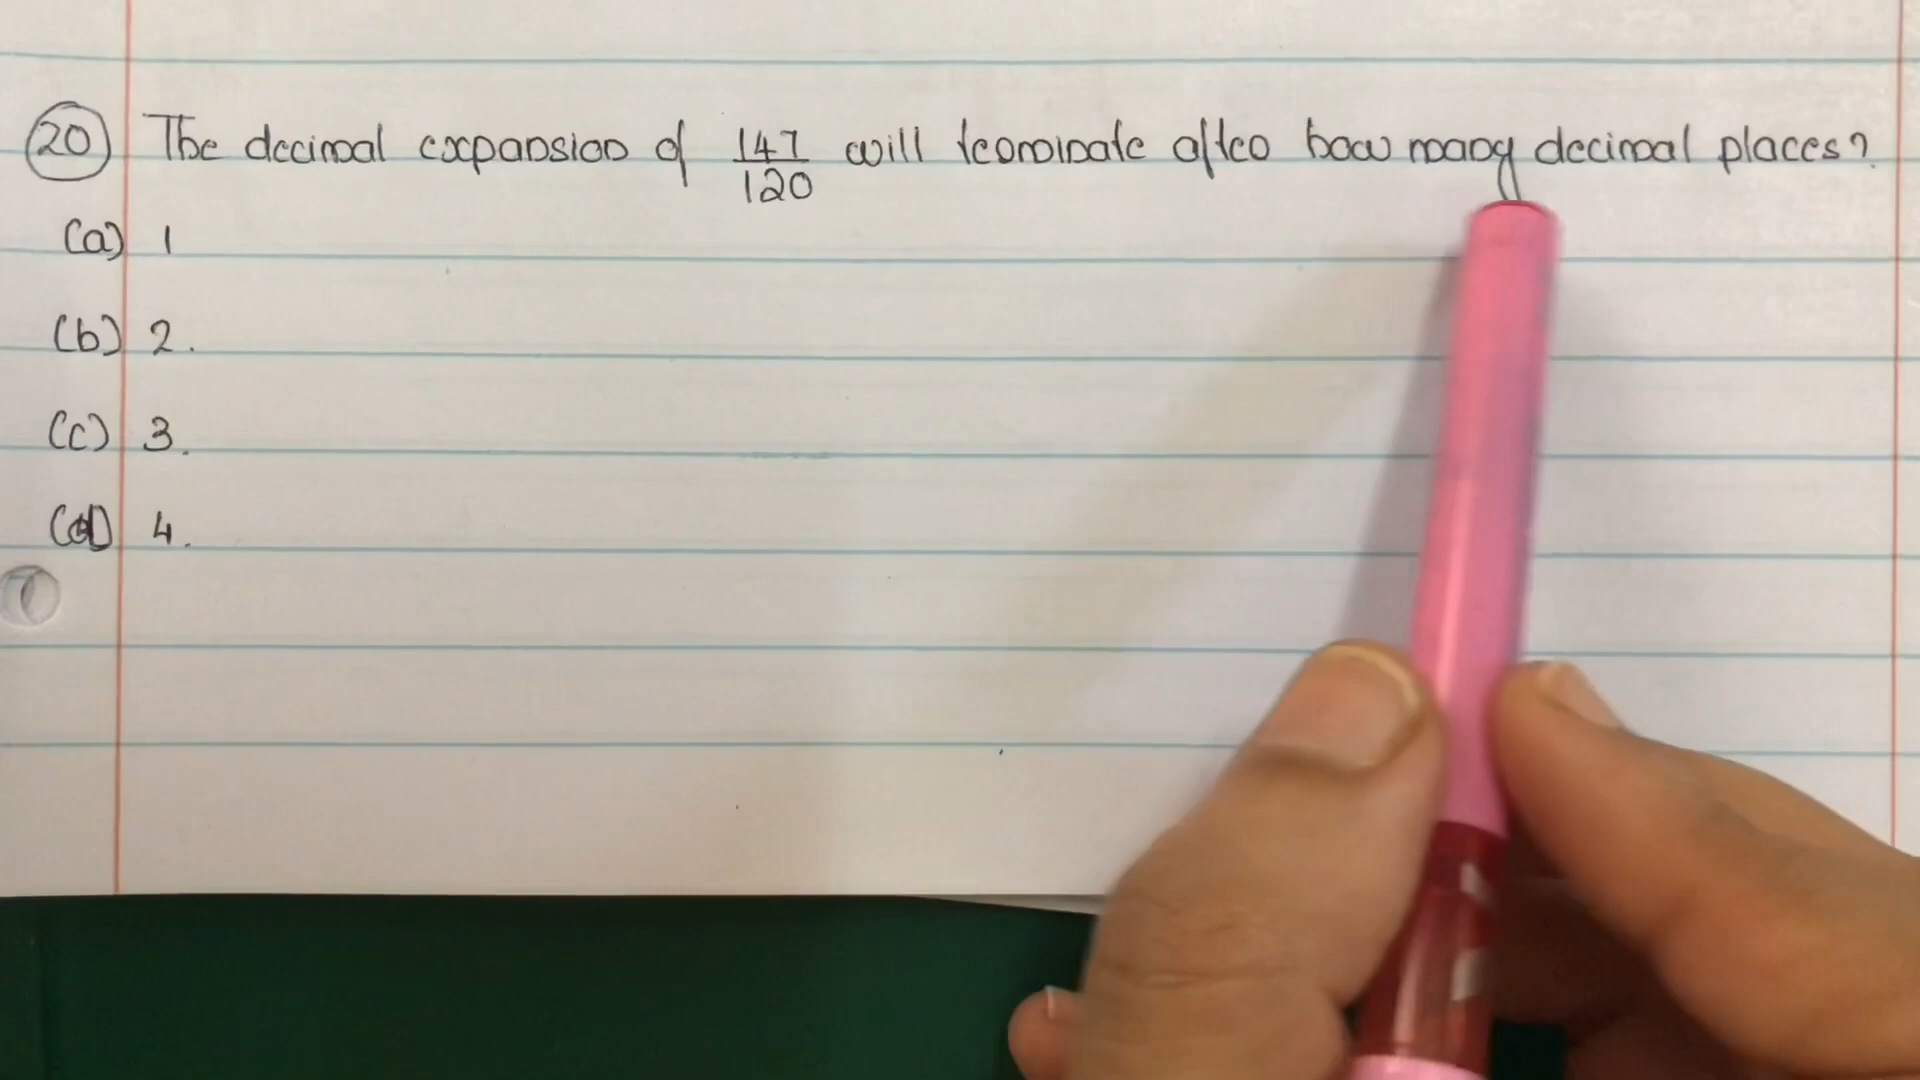 20 The decimal expansion of 147/120 will terminate after how many decimal places?
(a) 1
(b) 2.
(c) 3.
(d) 4.